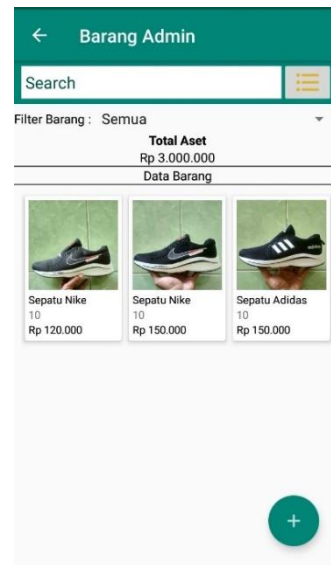 Barang Admin
Search
Filter Barang : Semua
Total Aset
Rp 3.000.000
Data Barang
Sepatu Nike
10
Rp 120.000
Sepatu Nike
10
Rp 150.000
adidas
Sepatu Adidas
10
Rp 150.000